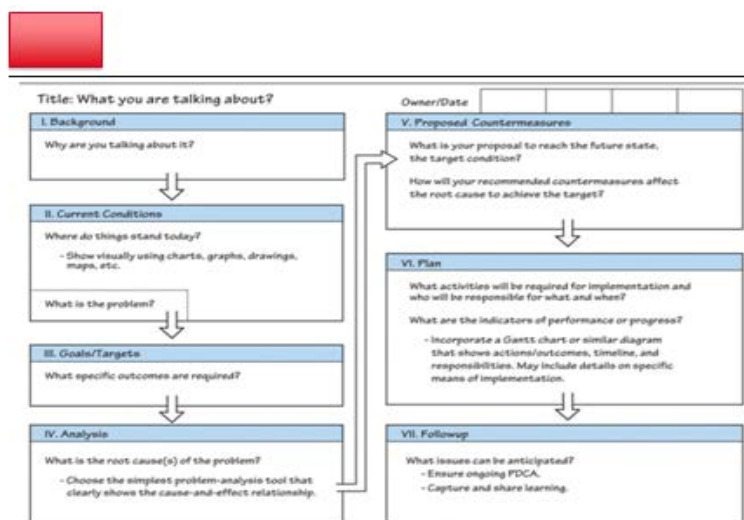 Title: What you are talking about?
Owner/Date
I. Background
Why are you talking about it?
II. Current Conditions
Where do things stand today?
- Show visually using charts, graphs, drawings,
maps, etc.
What is the problem?
III. Goals/Targets
What specific outcomes are required?
IV. Analysis
What is the root cause(s) of the problem?
- Choose the simplest problem-analysis tool that
clearly shows the cause-and-effect relationship.
V. Proposed Countermeasures
What is your proposal to reach the future state,
the target condition?
How will your recommended countermeasures affect
the root cause to achieve the target?
VI. Plan
What activities will be required for implementation and
who will be responsible for what and when?
What are the indicators of performance or progress?
- Incorporate a Gantt chart or similar diagram
that shows actions/outcomes, timeline, and
responsibilities. May include details on specific
means of implementation.
VII. Followup
What issues can be anticipated?
- Ensure ongoing PDCA.
- Capture and share learning.